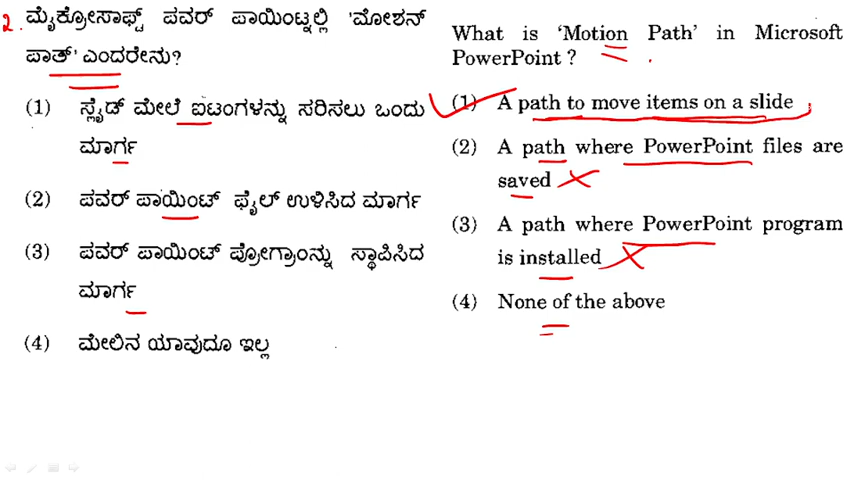 2. ಮೈಕ್ರೋಸಾಫ್ಟ್ ಪವರ್ ಪಾಯಿಂಟ್ನಲ್ಲಿ 'ಮೋಶನ್
ಪಾತ್' ಎಂದರೇನು?
(1) ಸ್ಲೈಡ್ ಮೇಲೆ ಐಟಂಗಳನ್ನು ಸರಿಸಲು ಒಂದು
ಮಾರ್ಗ
(2) ಪವರ್ ಪಾಯಿಂಟ್ ಫೈಲ್ ಉಳಿಸಿದ ಮಾರ್ಗ
(3) ಪವರ್ ಪಾಯಿಂಟ್ ಪ್ರೋಗ್ರಾಂನ್ನು ಸ್ಥಾಪಿಸಿದ
ಮಾರ್ಗ
(4) ಮೇಲಿನ ಯಾವುದೂ ಇಲ್ಲ
What is 'Motion Path' in Microsoft
PowerPoint ?
(1) A path to move items on a slide
(2) A path where PowerPoint files are
saved
(3) A path where PowerPoint program
is installed
(4) None of the above